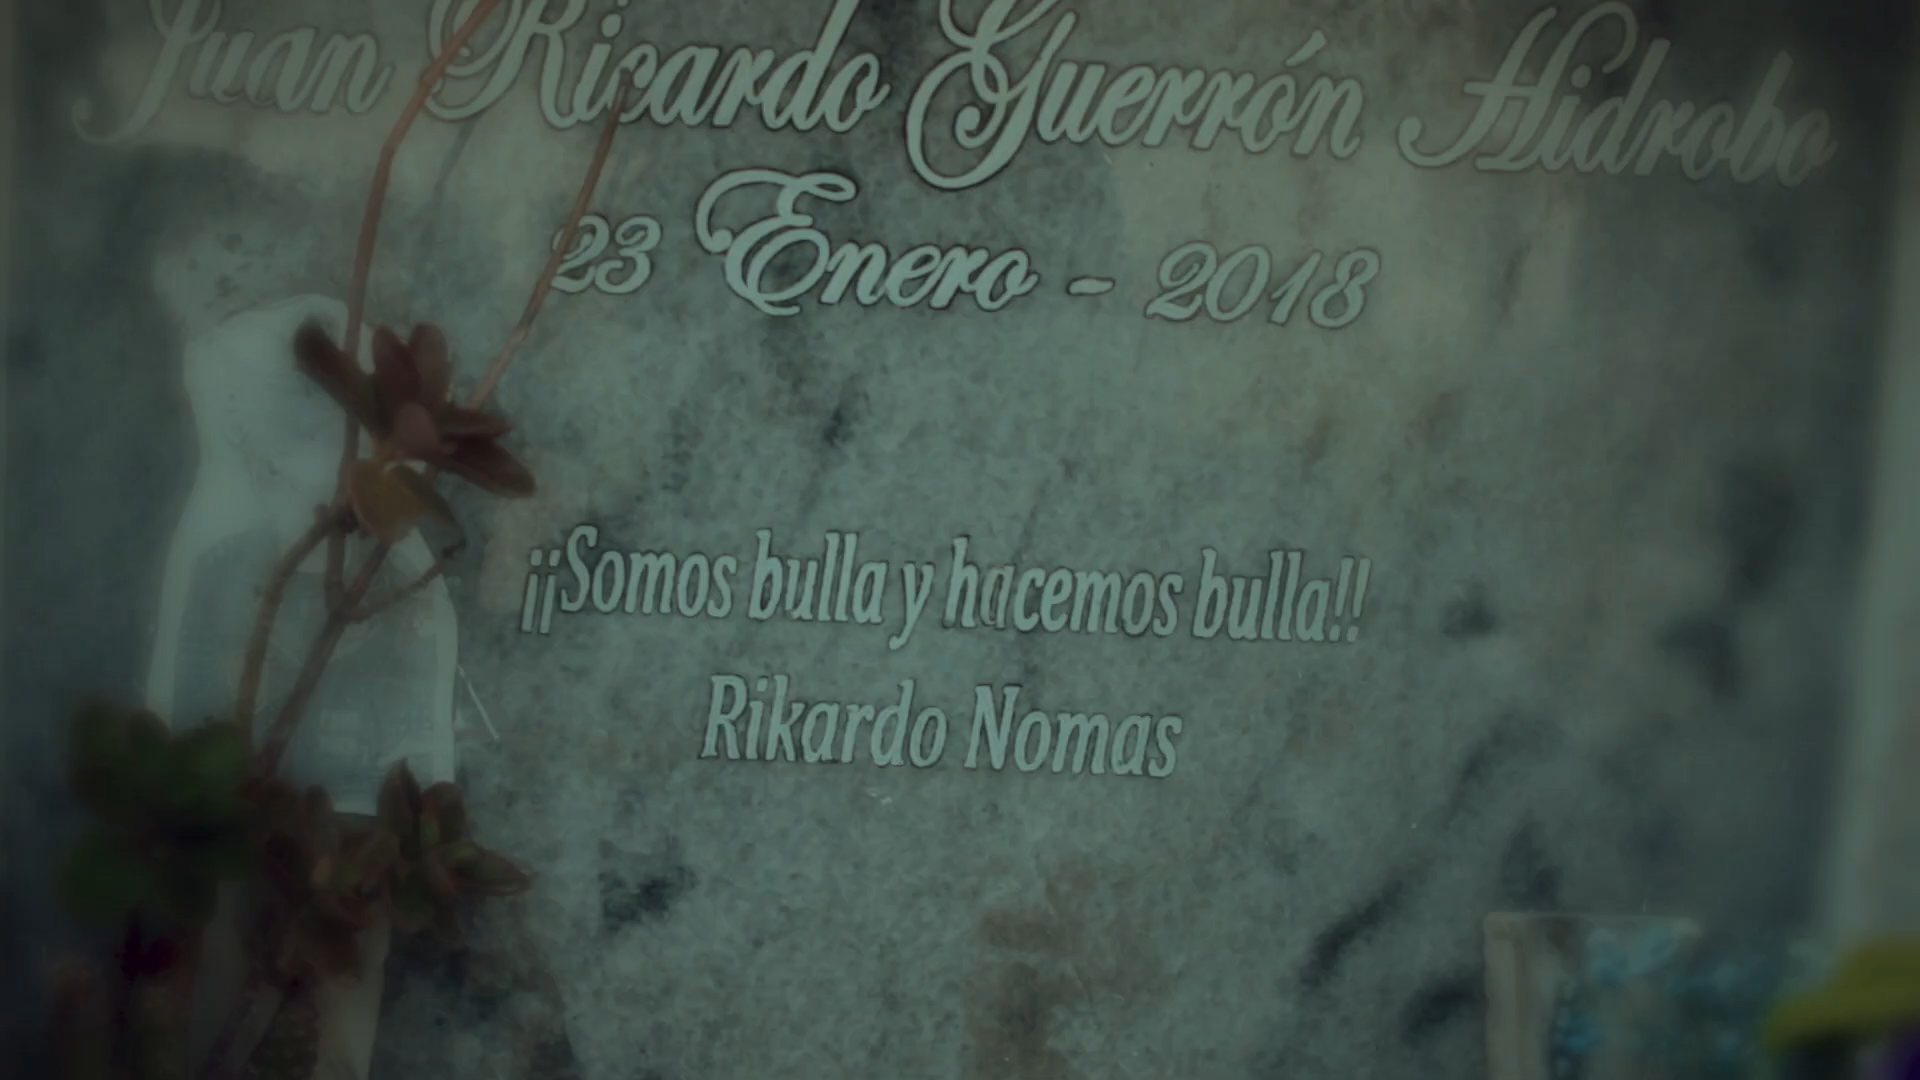 Juan Ricardo Guerrón Hidrobo
23 Enero - 2018
¡¡Somos bulla y hacemos bulla!!
Rikardo Nomas